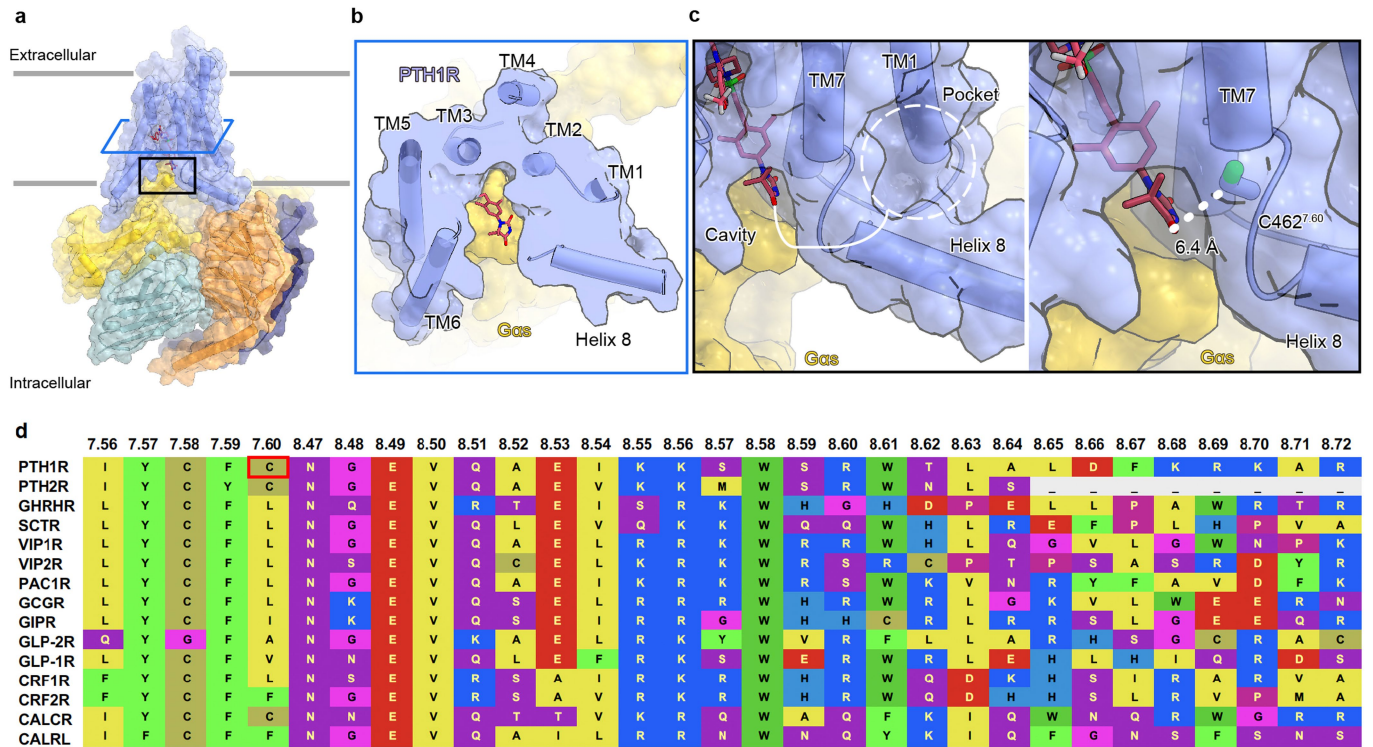 a
Extracellular
Intracellular
b
PTH1R
TM4
TM3
TM5
TM2
TM1
TM6
Gαs
Helix 8
c
TM7
TM1
Pocket
Cavity
Helix 8
Gαs
TM7
C462^7.60
6.4 Å
Helix 8
Gαs
d
7.56 7.57 7.58 7.59 7.60 8.47 8.48 8.49 8.50 8.51 8.52 8.53 8.54 8.55 8.56 8.57 8.58 8.59 8.60 8.61 8.62 8.63 8.64 8.65 8.66 8.67 8.68 8.69 8.70 8.71 8.72
PTH1R I Y C F C N G E V Q A E I K K S W S R W T L A L D F K R K A R
PTH2R I Y C Y C N G E V Q A E V K K M W S R W N L S _ _ _ _ _ _ _ _
GHRHR L Y C F L N Q E V R T E I S R K W H G H D P E L L P A W R T R
SCTR L Y C F L N G E V Q L E V Q K K W Q Q W H L R E F P L H P V A
VIP1R L Y C F L N G E V Q A E L R R K W R R W H L Q G V L G W N P K
VIP2R L Y C F L N S E V Q C E L K R K W R S R C P T P S A S R D Y R
PAC1R L Y C F L N G E V Q A E I K R K W R S W K V N R Y F A V D F K
GCGR L Y C F L N K E V Q S E L R R R W H R W R L G K V L W E E R N
GIPR L Y C F I N K E V Q S E I R R G W H H C R L R R S L G E E Q R
GLP-2R Q Y G F A N G E V K A E L R K Y W V R F L L A R H S G C R A C
GLP-1R L Y C F V N N E V Q L E F R K S W E R W R L E H L H I Q R D S
CRF1R F Y C F L N S E V R S A I R K R W H R W Q D K H S I R A R V A
CRF2R F Y C F F N G E V R S A V R K R W H R W Q D H H S L R V P M A
CALCR I Y C F C N N E V Q T T V K R Q W A Q F K I Q W N Q R W G R R
CALRL I F C F F N G E V Q A I L R R N W N Q Y K I Q F G N S F S N S